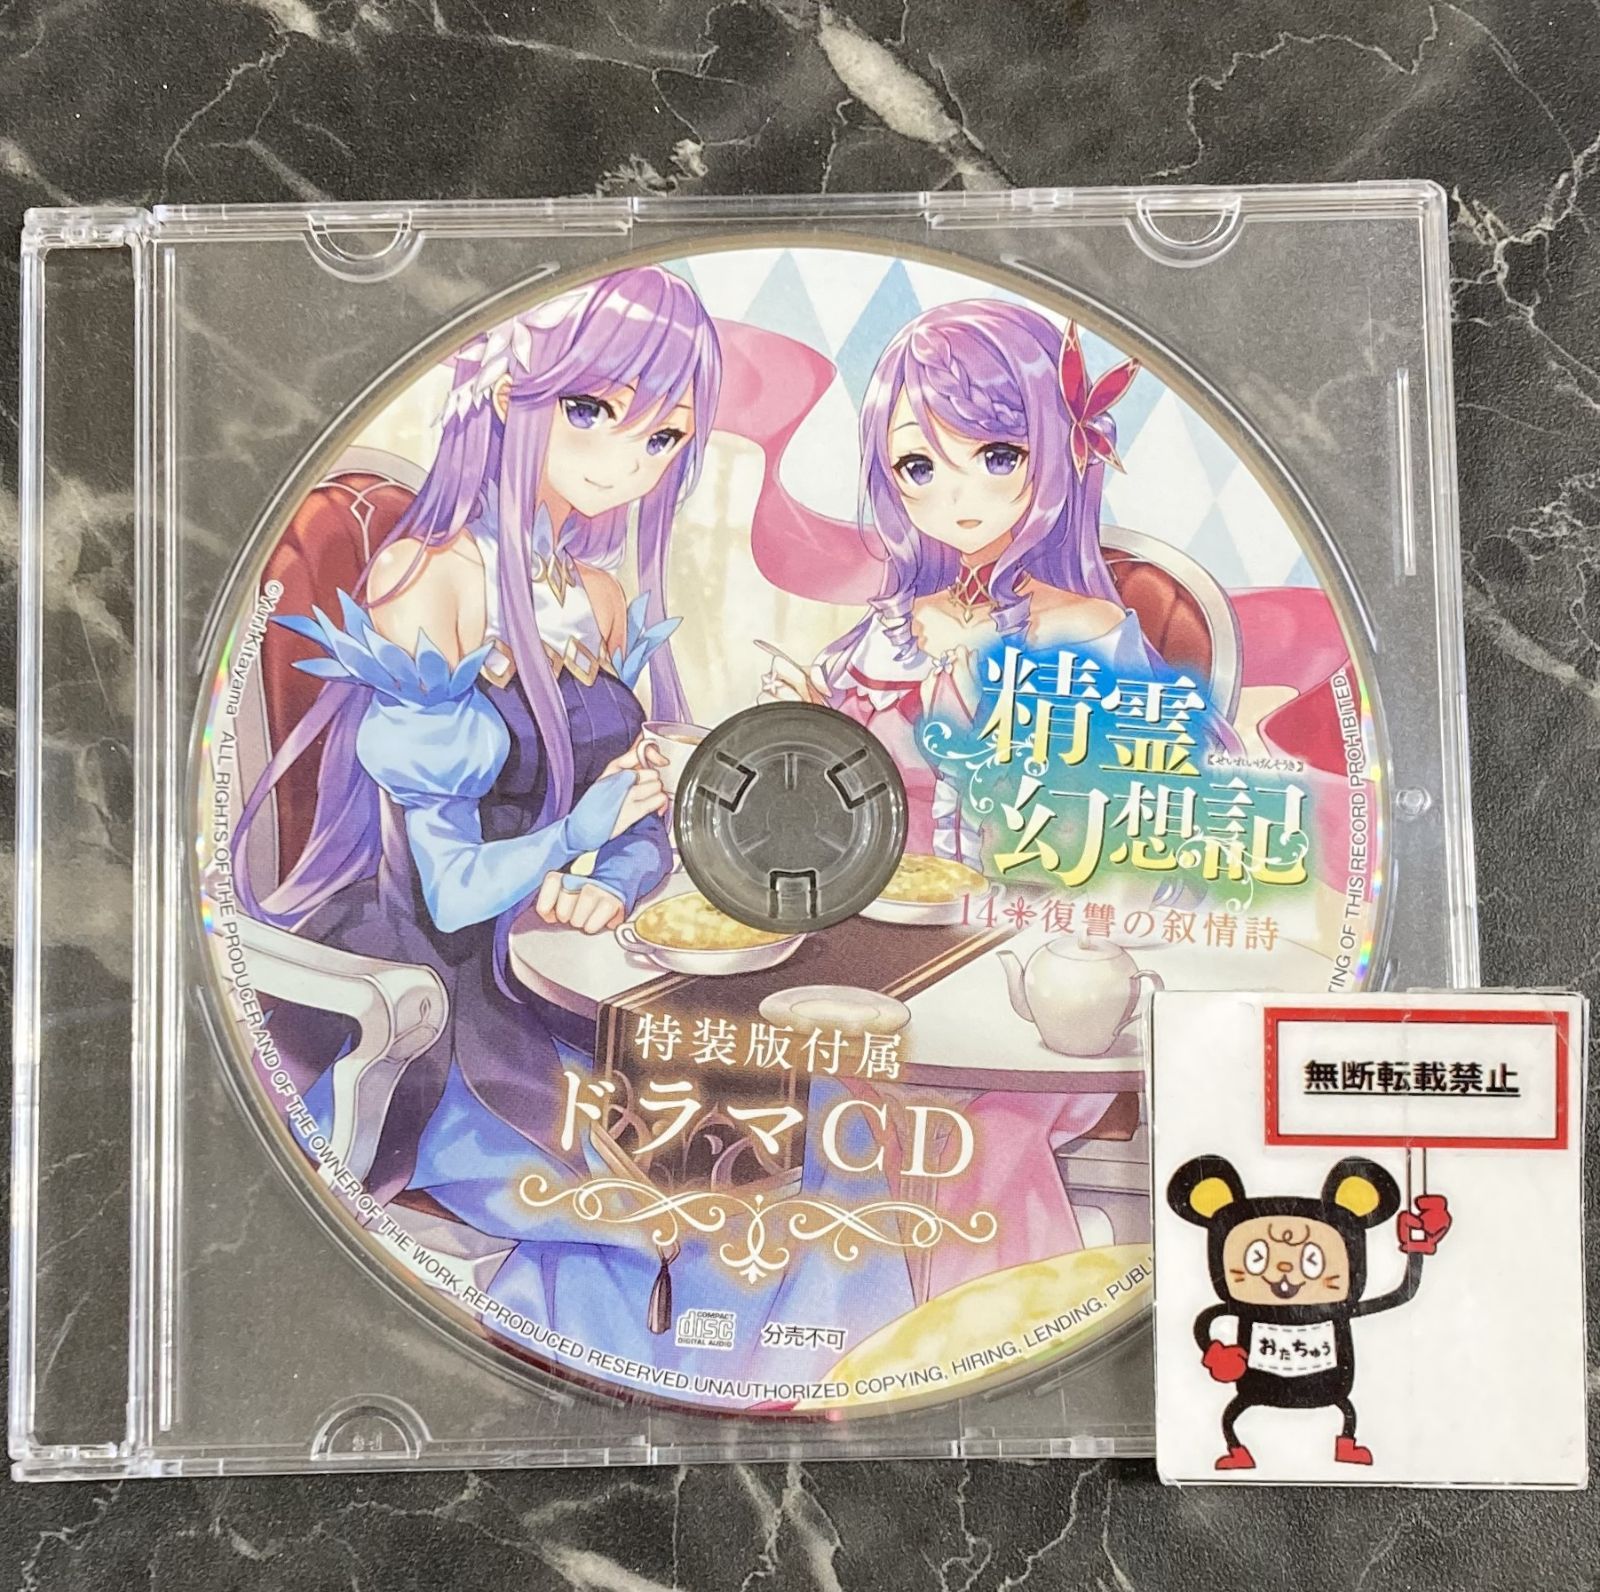 精霊
【せいれいげんそうき】
幻想記
14 復讐の叙情詩
特装版付属
ドラマCD
COMPACT
disc
DIGITAL AUDIO
分売不可
©Yuri Kitayama ALL RIGHTS OF THE PRODUCER AND OF THE OWNER OF THE WORK REPRODUCED RESERVED. UNAUTHORIZED COPYING, HIRING, LENDING, PUBLI
TING OF THIS RECORD PROHIBITED.
無断転載禁止
おたちゅう